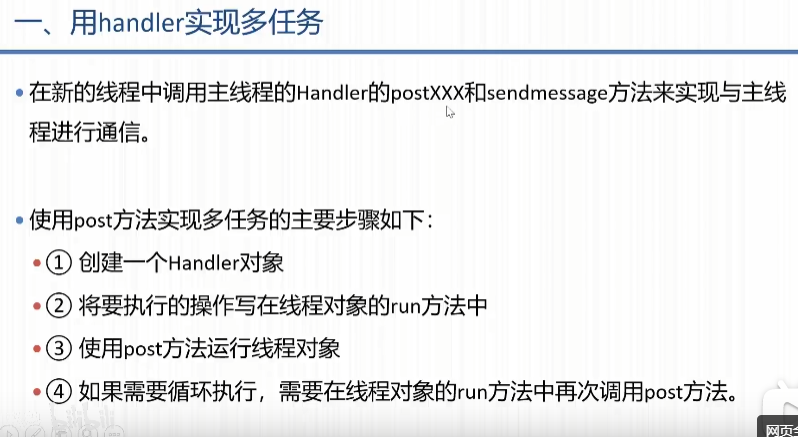 一、用handler实现多任务
•在新的线程中调用主线程的Handler的postXXX和sendmessage方法来实现与主线
程进行通信。
•使用post方法实现多任务的主要步骤如下：
•① 创建一个Handler对象
•② 将要执行的操作写在线程对象的run方法中
•③ 使用post方法运行线程对象
•④ 如果需要循环执行，需要在线程对象的run方法中再次调用post方法。
网页